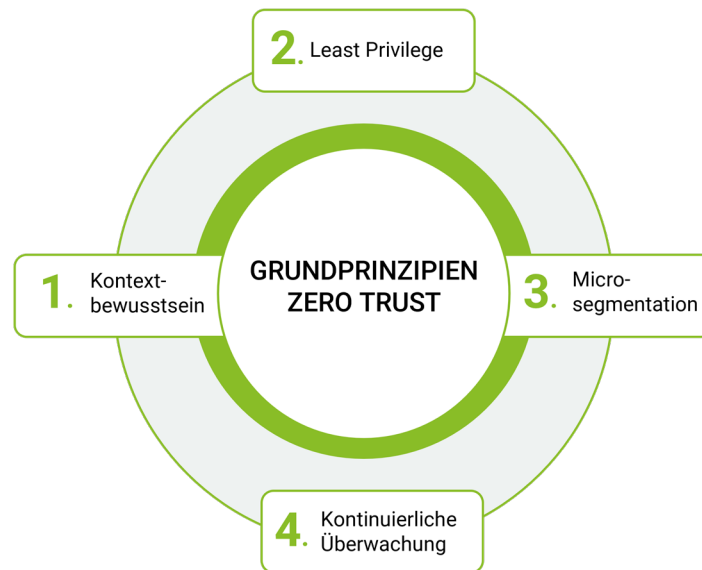 2. Least Privilege
GRUNDPRINZIPIEN
ZERO TRUST
1. Kontext-
bewusstsein
3. Micro-
segmentation
4. Kontinuierliche
Überwachung